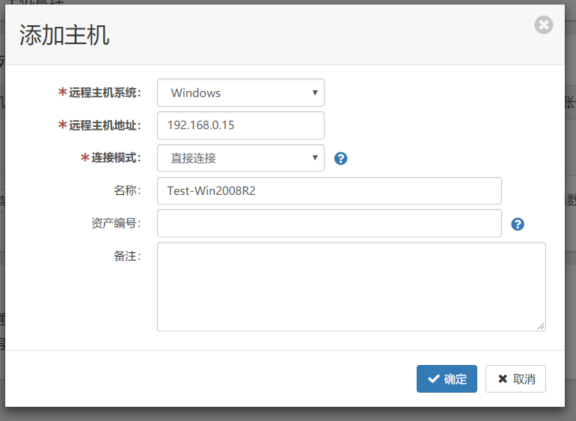 添加主机
*远程主机系统: Windows
*远程主机地址: 192.168.0.15
*连接模式: 直接连接
名称: Test-Win2008R2
资产编号:
备注:
确定 取消